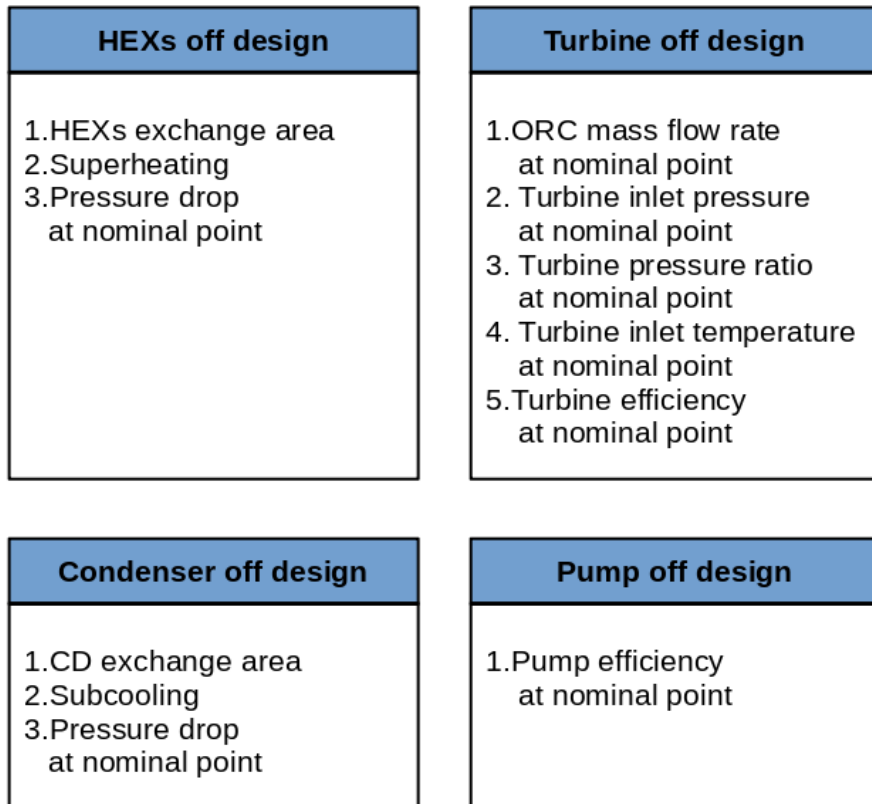 HEXs off design
1.HEXs exchange area
2.Superheating
3.Pressure drop
at nominal point
Turbine off design
1.ORC mass flow rate
at nominal point
2. Turbine inlet pressure
at nominal point
3. Turbine pressure ratio
at nominal point
4. Turbine inlet temperature
at nominal point
5.Turbine efficiency
at nominal point
Condenser off design
1.CD exchange area
2.Subcooling
3.Pressure drop
at nominal point
Pump off design
1.Pump efficiency
at nominal point